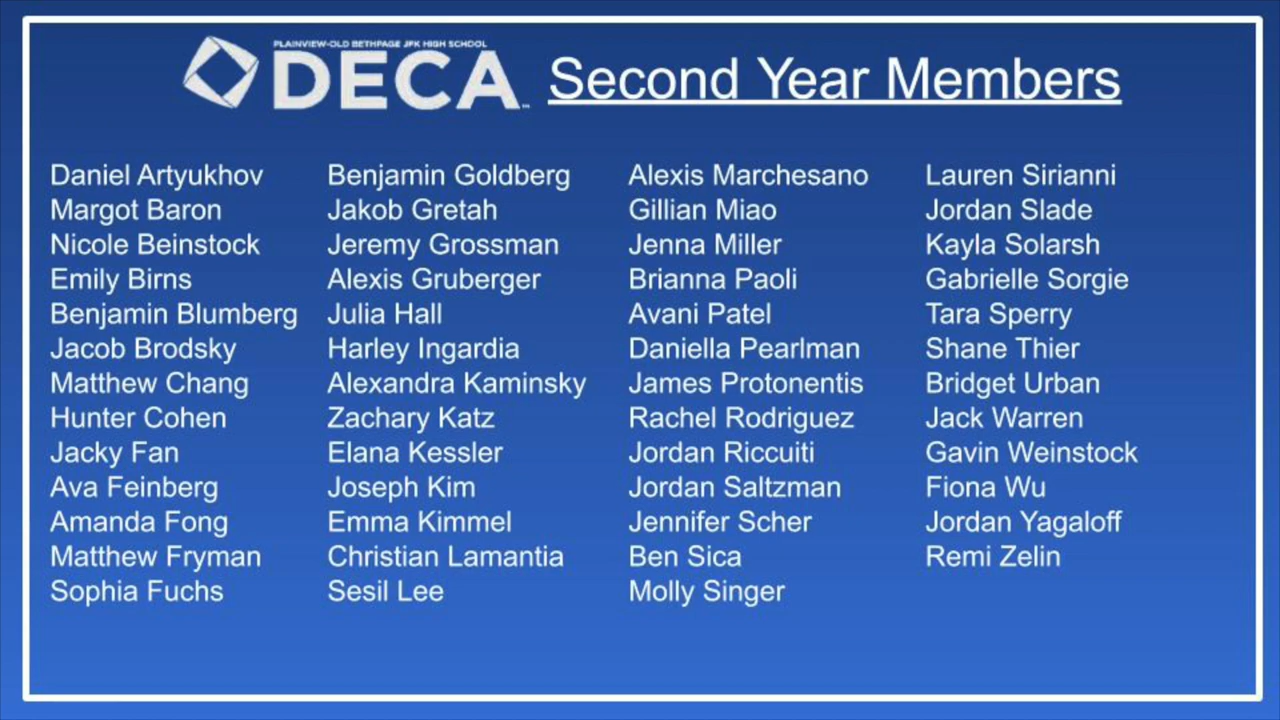 PLAINVIEW-OLD BETHPAGE JFK HIGH SCHOOL
DECA™
Second Year Members
Daniel Artyukhov
Margot Baron
Nicole Beinstock
Emily Birns
Benjamin Blumberg
Jacob Brodsky
Matthew Chang
Hunter Cohen
Jacky Fan
Ava Feinberg
Amanda Fong
Matthew Fryman
Sophia Fuchs
Benjamin Goldberg
Jakob Gretah
Jeremy Grossman
Alexis Gruberger
Julia Hall
Harley Ingardia
Alexandra Kaminsky
Zachary Katz
Elana Kessler
Joseph Kim
Emma Kimmel
Christian Lamantia
Sesil Lee
Alexis Marchesano
Gillian Miao
Jenna Miller
Brianna Paoli
Avani Patel
Daniella Pearlman
James Protonentis
Rachel Rodriguez
Jordan Riccuiti
Jordan Saltzman
Jennifer Scher
Ben Sica
Molly Singer
Lauren Sirianni
Jordan Slade
Kayla Solarsh
Gabrielle Sorgie
Tara Sperry
Shane Thier
Bridget Urban
Jack Warren
Gavin Weinstock
Fiona Wu
Jordan Yagaloff
Remi Zelin